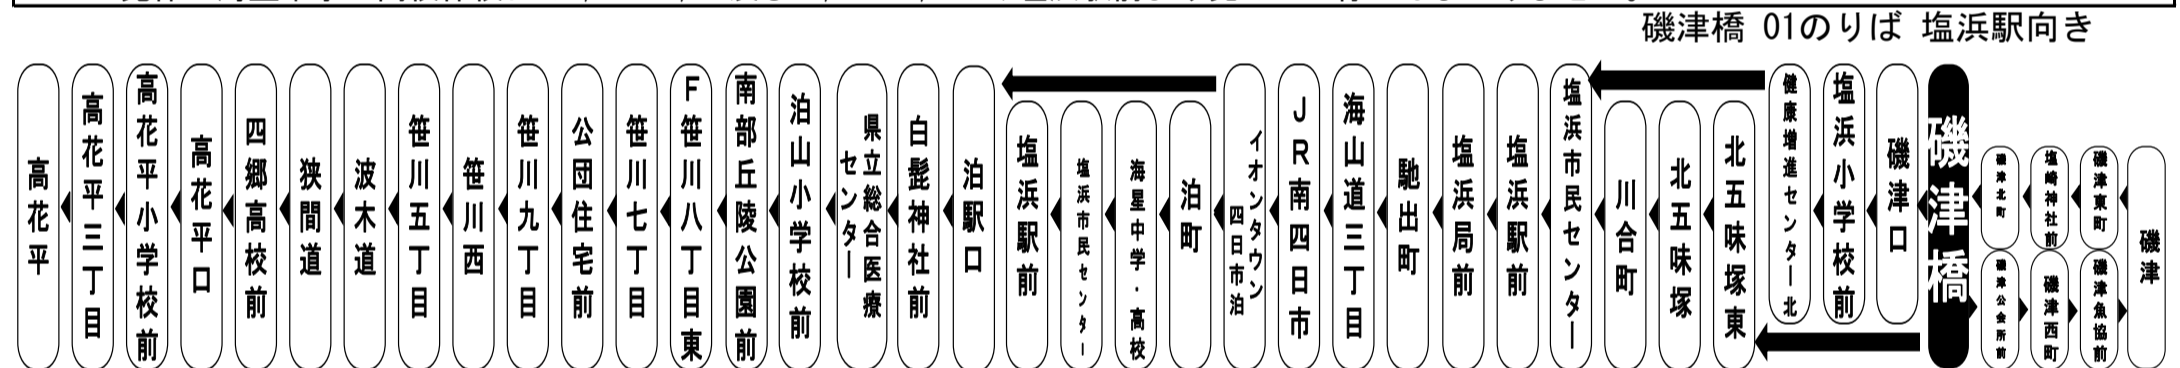 磯津橋 01のりば 塩浜駅向き
高花平
高花平三丁目
高花平小学校前
高花平口
四郷高校前
狭間道
波木道
笹川五丁目
笹川西
笹川九丁目
公団住宅前
笹川七丁目
F笹川八丁目東
南部丘陵公園前
泊山小学校前
県立総合医療
センター
白髭神社前
泊駅口
塩浜駅前
塩浜市民センター
海星中学・高校
泊町
イオンタウン
四日市泊
JR南四日市
海山道三丁目
馳出町
塩浜局前
塩浜駅前
塩浜市民センター
川合町
北五味塚
北五味塚東
健康増進センター北
塩浜小学校前
磯津口
磯津橋
磯津北町
塩崎神社前
磯津東町
磯津公会所前
磯津西町
磯津魚協前
磯津